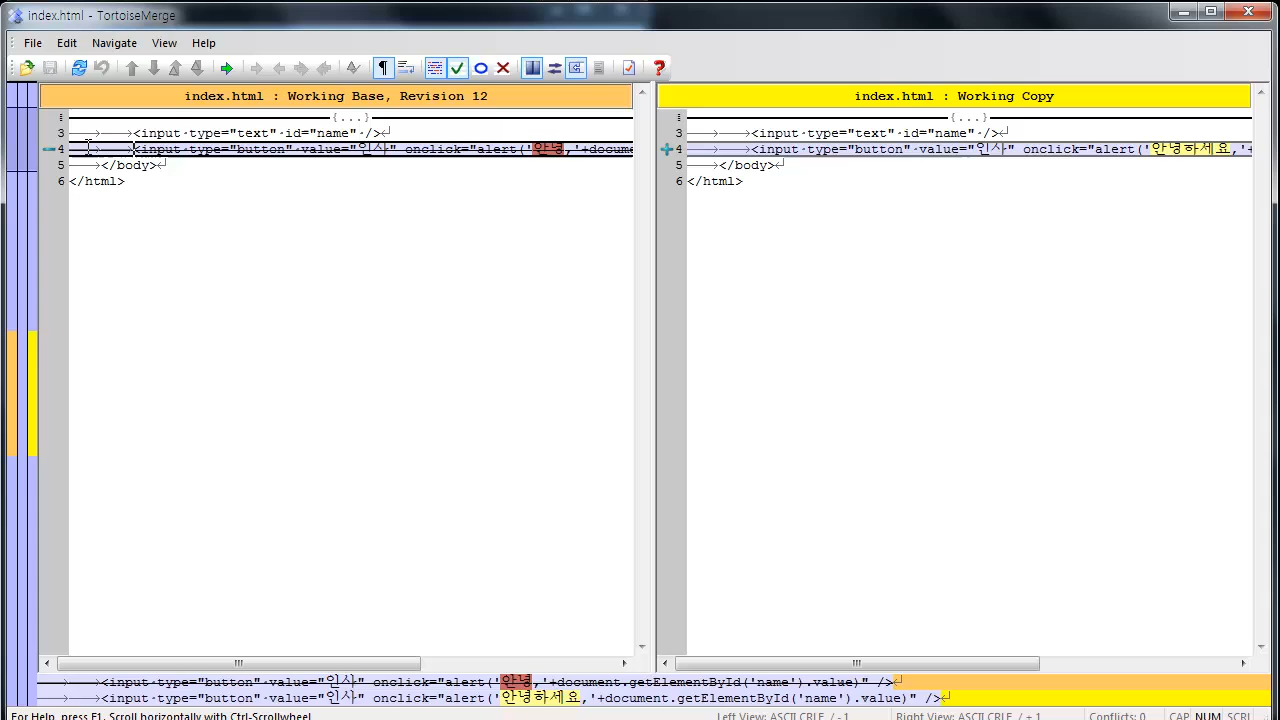 index.html - TortoiseMerge
File Edit Navigate View Help
index.html : Working Base, Revision 12
{...}
3 <input type="text" id="name" />
4 <input type="button" value="인사" onclick="alert('안녕,'+docume
5 </body>
6 </html>
index.html : Working Copy
{...}
3 <input type="text" id="name" />
4 <input type="button" value="인사" onclick="alert('안녕하세요,'+
5 </body>
6 </html>
<input type="button" value="인사" onclick="alert('안녕,'+document.getElementById('name').value)" />
<input type="button" value="인사" onclick="alert('안녕하세요,'+document.getElementById('name').value)" />
For Help, press F1. Scroll horizontally with Ctrl-Scrollwheel
Left View: ASCII CRLF / - 1
Right View: ASCII CRLF / + 1
Conflicts: 0
CAP NUM SCRL